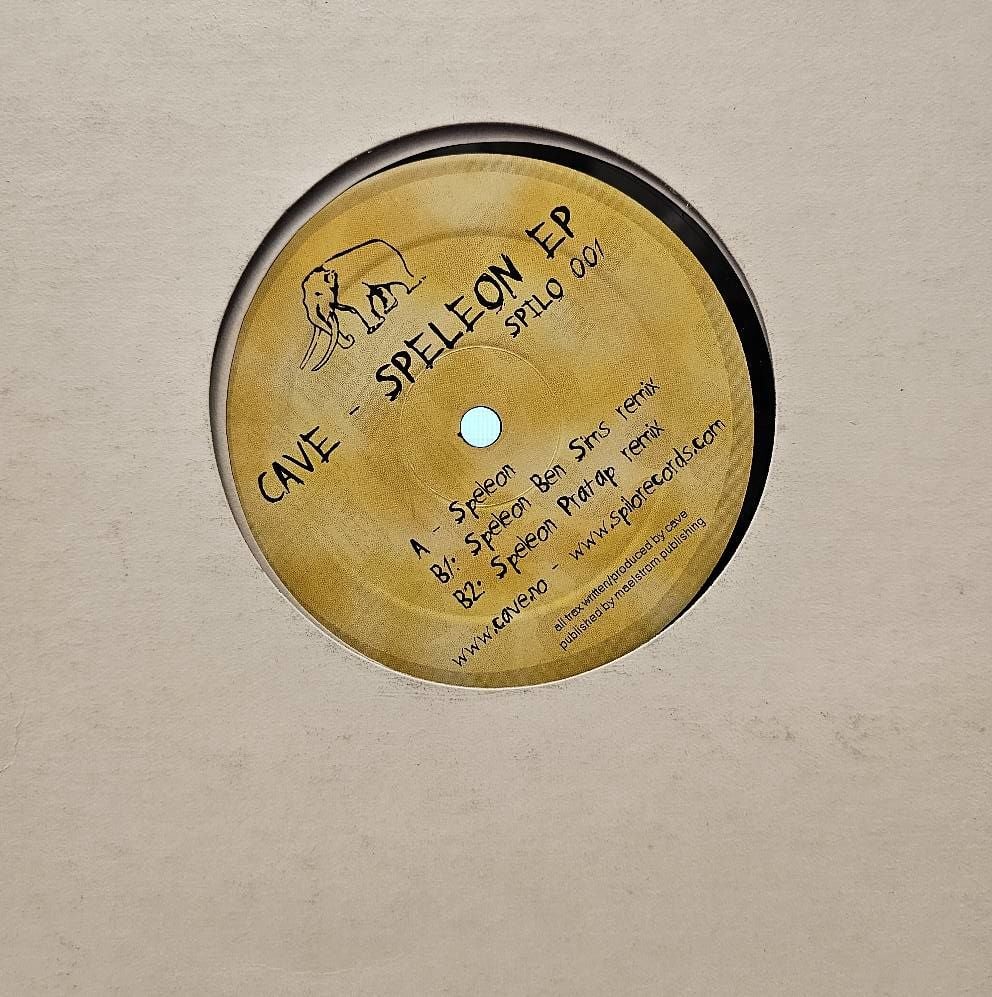 CAVE - SPELEON EP
SPILO 001
A - Speleon
B1: Speleon Ben Sims remix
B2: Speleon Pratap remix
www.cave.no - www.spilorecords.com
all trax written/produced by cave
published by maelstrom publishing